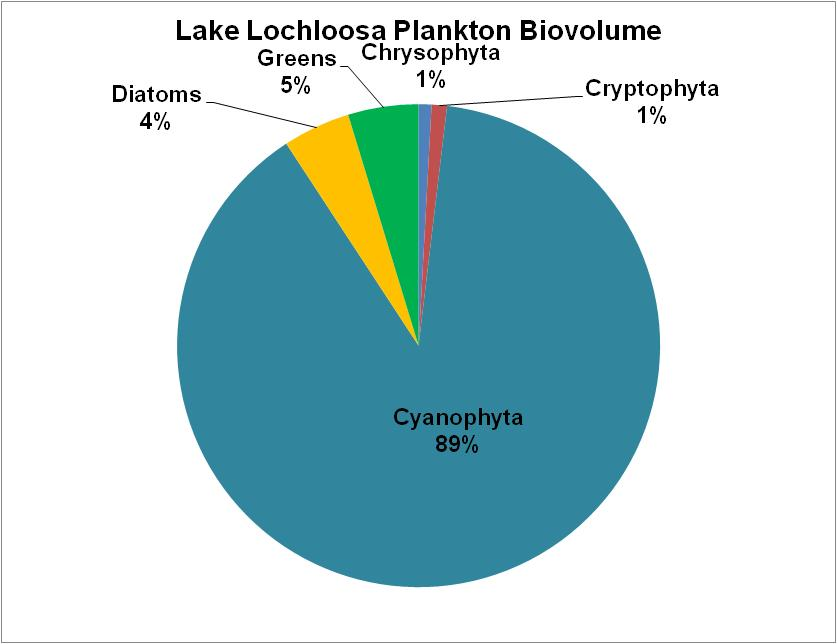 Lake Lochloosa Plankton Biovolume
Chrysophyta
1%
Greens
5%
Diatoms
4%
Cryptophyta
1%
Cyanophyta
89%